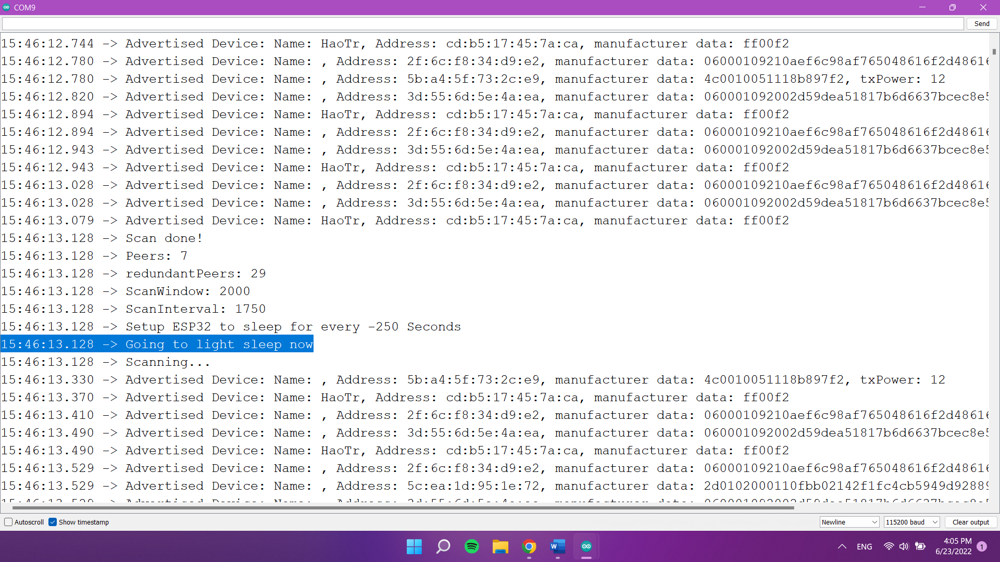 COM9
Send
15:46:12.744 -> Advertised Device: Name: HaoTr, Address: cd:b5:17:45:7a:ca, manufacturer data: ff00f2
15:46:12.780 -> Advertised Device: Name: , Address: 2f:6c:f8:34:d9:e2, manufacturer data: 06000109210aef6c98af765048616f2d48616
15:46:12.780 -> Advertised Device: Name: , Address: 5b:a4:5f:73:2c:e9, manufacturer data: 4c0010051118b897f2, txPower: 12
15:46:12.820 -> Advertised Device: Name: , Address: 3d:55:6d:5e:4a:ea, manufacturer data: 060001092002d59dea51817b6d6637bcec8e5
15:46:12.894 -> Advertised Device: Name: HaoTr, Address: cd:b5:17:45:7a:ca, manufacturer data: ff00f2
15:46:12.894 -> Advertised Device: Name: , Address: 2f:6c:f8:34:d9:e2, manufacturer data: 06000109210aef6c98af765048616f2d48616
15:46:12.943 -> Advertised Device: Name: , Address: 3d:55:6d:5e:4a:ea, manufacturer data: 060001092002d59dea51817b6d6637bcec8e5
15:46:12.943 -> Advertised Device: Name: HaoTr, Address: cd:b5:17:45:7a:ca, manufacturer data: ff00f2
15:46:13.028 -> Advertised Device: Name: , Address: 2f:6c:f8:34:d9:e2, manufacturer data: 06000109210aef6c98af765048616f2d48616
15:46:13.028 -> Advertised Device: Name: , Address: 3d:55:6d:5e:4a:ea, manufacturer data: 060001092002d59dea51817b6d6637bcec8e5
15:46:13.079 -> Advertised Device: Name: HaoTr, Address: cd:b5:17:45:7a:ca, manufacturer data: ff00f2
15:46:13.128 -> Scan done!
15:46:13.128 -> Peers: 7
15:46:13.128 -> redundantPeers: 29
15:46:13.128 -> ScanWindow: 2000
15:46:13.128 -> ScanInterval: 1750
15:46:13.128 -> Setup ESP32 to sleep for every -250 Seconds
15:46:13.128 -> Going to light sleep now
15:46:13.128 -> Scanning...
15:46:13.330 -> Advertised Device: Name: , Address: 5b:a4:5f:73:2c:e9, manufacturer data: 4c0010051118b897f2, txPower: 12
15:46:13.370 -> Advertised Device: Name: HaoTr, Address: cd:b5:17:45:7a:ca, manufacturer data: ff00f2
15:46:13.410 -> Advertised Device: Name: , Address: 2f:6c:f8:34:d9:e2, manufacturer data: 06000109210aef6c98af765048616f2d48616
15:46:13.490 -> Advertised Device: Name: , Address: 3d:55:6d:5e:4a:ea, manufacturer data: 060001092002d59dea51817b6d6637bcec8e5
15:46:13.490 -> Advertised Device: Name: HaoTr, Address: cd:b5:17:45:7a:ca, manufacturer data: ff00f2
15:46:13.529 -> Advertised Device: Name: , Address: 2f:6c:f8:34:d9:e2, manufacturer data: 06000109210aef6c98af765048616f2d48616
15:46:13.529 -> Advertised Device: Name: , Address: 5c:ea:1d:95:1e:72, manufacturer data: 2d0102000110fbb02142f1fc4cb5949d92889
Autoscroll Show timestamp Newline 115200 baud Clear output
W ENG 4:05 PM
6/23/2022 1